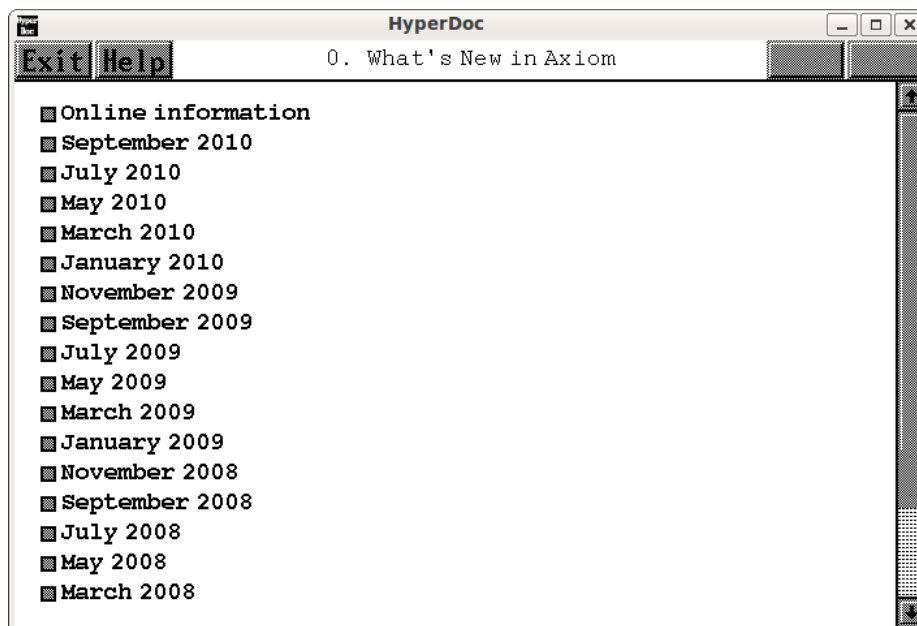 Hyper
Doc
HyperDoc
Exit Help 0. What's New in Axiom
Online information
September 2010
July 2010
May 2010
March 2010
January 2010
November 2009
September 2009
July 2009
May 2009
March 2009
January 2009
November 2008
September 2008
July 2008
May 2008
March 2008